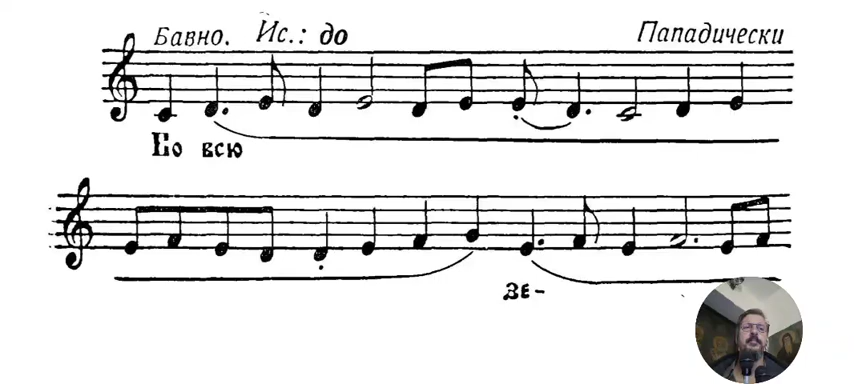 Бавно. Ис.: до Пападически
Во всю
зе-